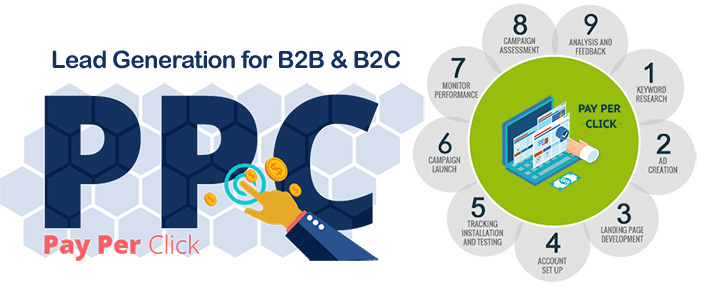 Lead Generation for B2B & B2C
PPC
Pay Per Click
PAY PER
CLICK
1
KEYWORD
RESEARCH
2
AD
CREATION
3
LANDING PAGE
DEVELOPMENT
4
ACCOUNT
SET UP
5
TRACKING
INSTALLATION
AND TESTING
6
CAMPAIGN
LAUNCH
7
MONITOR
PERFORMANCE
8
CAMPAIGN
ASSESSMENT
9
ANALYSIS AND
FEEDBACK